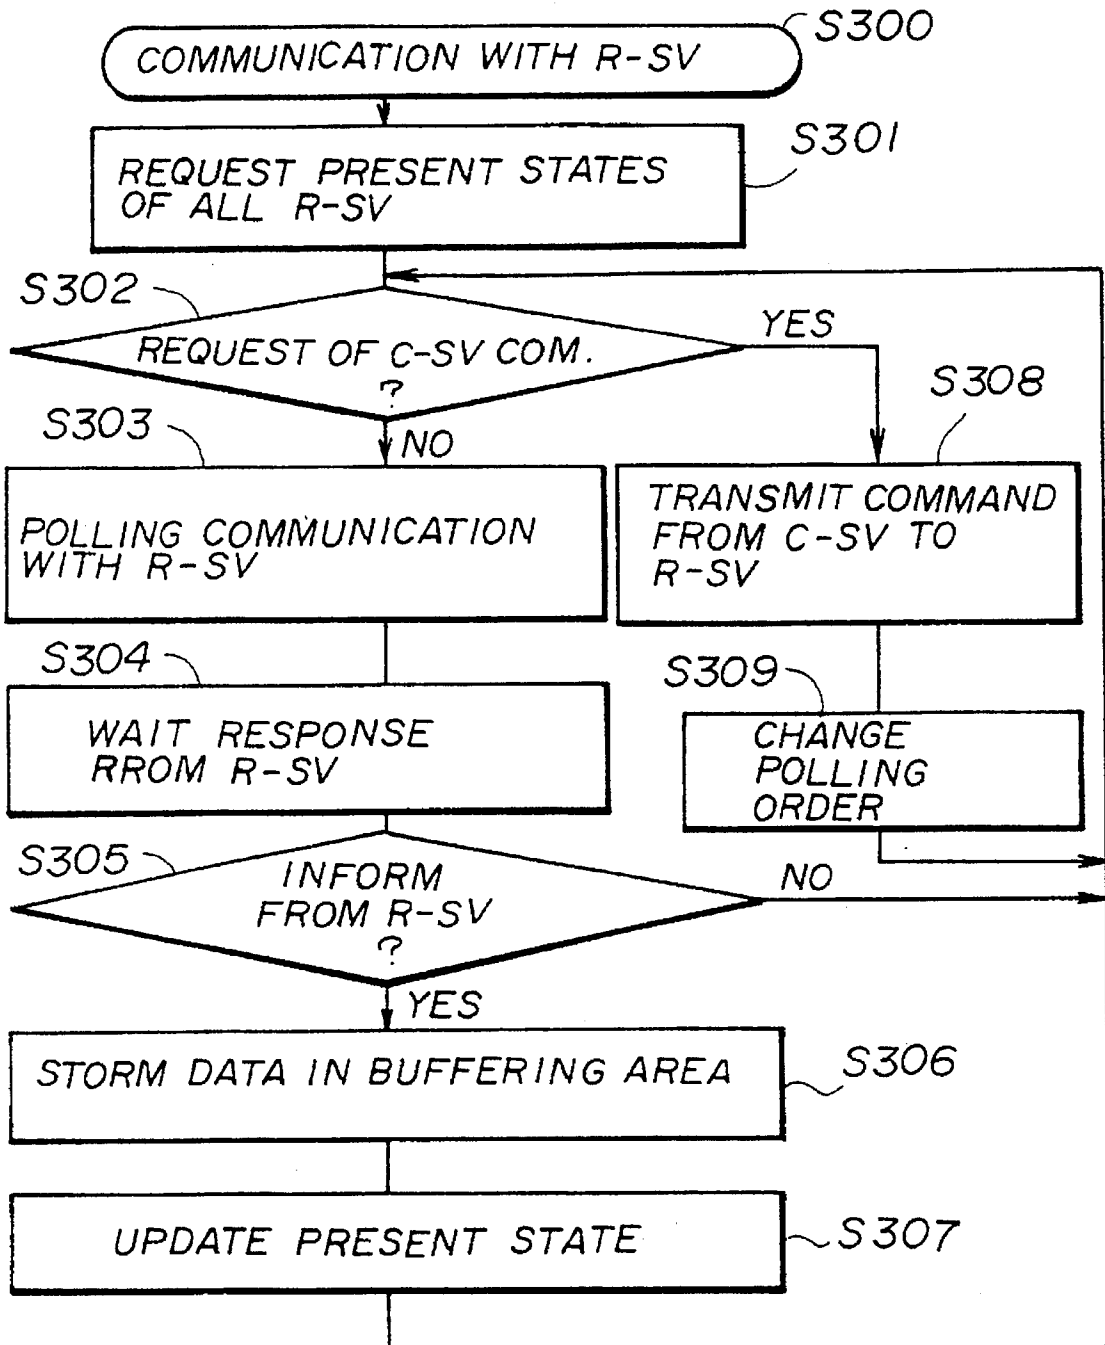 S300
COMMUNICATION WITH R-SV
S301
REQUEST PRESENT STATES
OF ALL R-SV
S302
REQUEST OF C-SV COM.
?
YES
NO
S303
POLLING COMMUNICATION
WITH R-SV
S308
TRANSMIT COMMAND
FROM C-SV TO
R-SV
S304
WAIT RESPONSE
RROM R-SV
S309
CHANGE
POLLING
ORDER
S305
INFORM
FROM R-SV
?
NO
YES
S306
STORM DATA IN BUFFERING AREA
S307
UPDATE PRESENT STATE